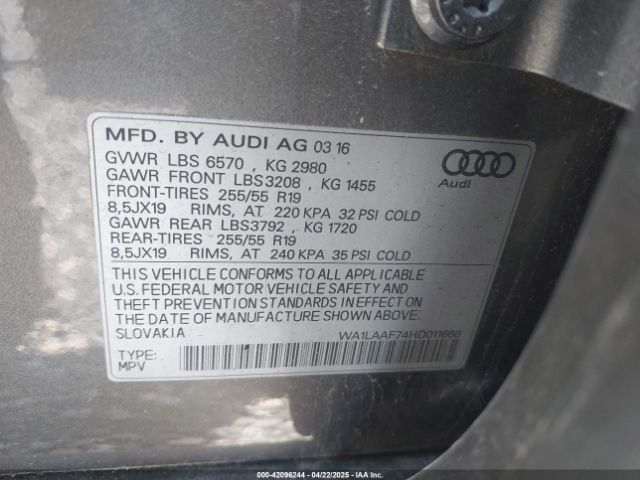 MFD. BY AUDI AG 03 16
GVWR LBS 6570 , KG 2980
GAWR FRONT LBS3208 , KG 1455
FRONT-TIRES 255/55 R19
8,5JX19 RIMS, AT 220 KPA 32 PSI COLD
GAWR REAR LBS3792 , KG 1720
REAR-TIRES 255/55 R19
8,5JX19 RIMS, AT 240 KPA 35 PSI COLD
Audi
THIS VEHICLE CONFORMS TO ALL APPLICABLE
U.S. FEDERAL MOTOR VEHICLE SAFETY AND
THEFT PREVENTION STANDARDS IN EFFECT ON
THE DATE OF MANUFACTURE SHOWN ABOVE.
SLOVAKIA WA1LAAF74HD011666
TYPE:
MPV
000-42096244 - 04/22/2025 - IAAI.COM